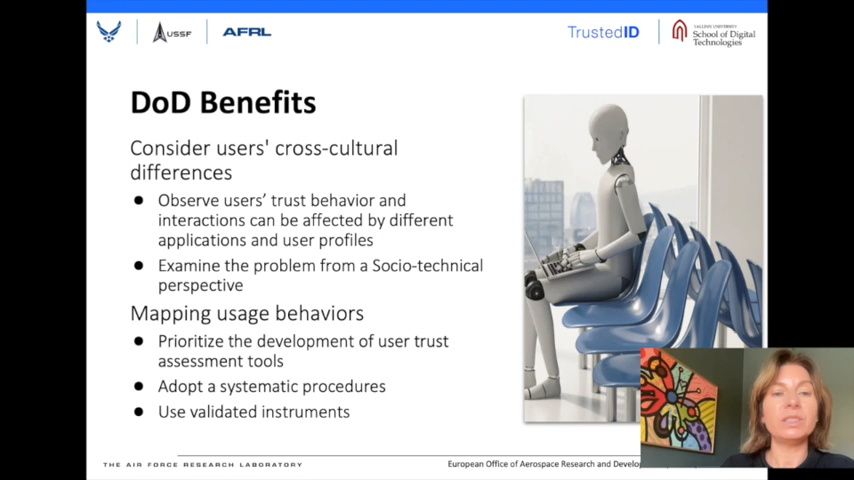 USSF
AFRL
TrustedID
TALLINN UNIVERSITY
School of Digital
Technologies
DoD Benefits
Consider users' cross-cultural
differences
● Observe users’ trust behavior and
interactions can be affected by different
applications and user profiles
● Examine the problem from a Socio-technical
perspective
Mapping usage behaviors
● Prioritize the development of user trust
assessment tools
● Adopt a systematic procedures
● Use validated instruments
THE AIR FORCE RESEARCH LABORATORY
European Office of Aerospace Research and Develo